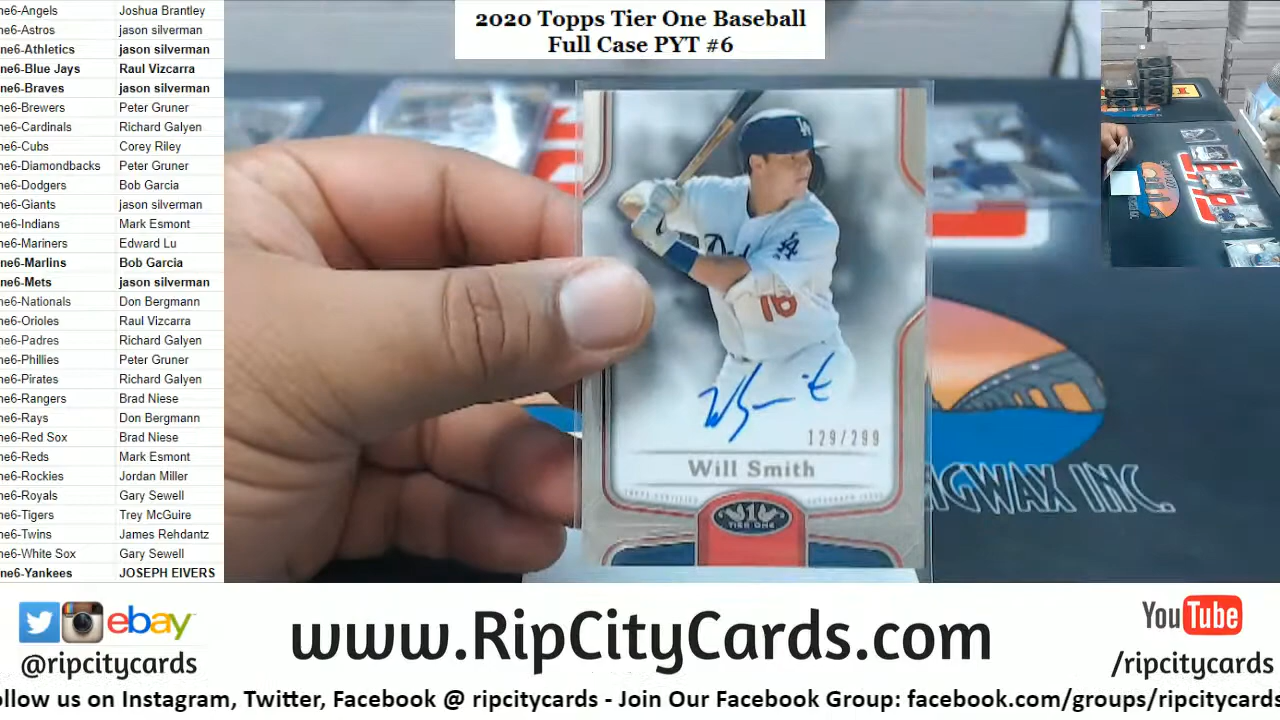 2020 Topps Tier One Baseball
Full Case PYT #6
ne6-Angels Joshua Brantley
ne6-Astros jason silverman
ne6-Athletics jason silverman
ne6-Blue Jays Raul Vizcarra
ne6-Braves jason silverman
ne6-Brewers Peter Gruner
ne6-Cardinals Richard Galyen
ne6-Cubs Corey Riley
ne6-Diamondbacks Peter Gruner
ne6-Dodgers Bob Garcia
ne6-Giants jason silverman
ne6-Indians Mark Esmont
ne6-Mariners Edward Lu
ne6-Marlins Bob Garcia
ne6-Mets jason silverman
ne6-Nationals Don Bergmann
ne6-Orioles Raul Vizcarra
ne6-Padres Richard Galyen
ne6-Phillies Peter Gruner
ne6-Pirates Richard Galyen
ne6-Rangers Brad Niese
ne6-Rays Don Bergmann
ne6-Red Sox Brad Niese
ne6-Reds Mark Esmont
ne6-Rockies Jordan Miller
ne6-Royals Gary Sewell
ne6-Tigers Trey McGuire
ne6-Twins James Rehdantz
ne6-White Sox Gary Sewell
ne6-Yankees JOSEPH EIVERS
LA
16
129/299
Will Smith
1
TIER ONE
NGWAX INC.
ebay
@ripcitycards
www.RipCityCards.com
YouTube
/ripcitycards
ollow us on Instagram, Twitter, Facebook @ ripcitycards - Join Our Facebook Group: facebook.com/groups/ripcitycards